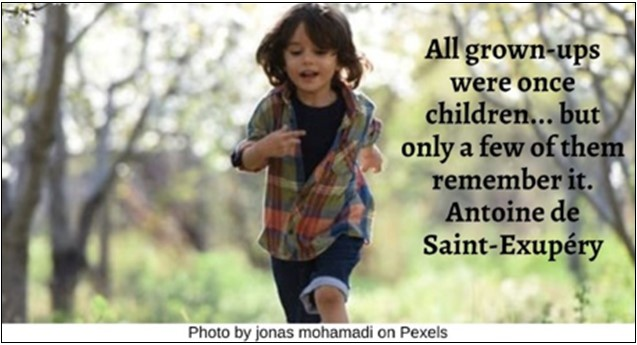 All grown-ups
were once
children... but
only a few of them
remember it.
Antoine de
Saint-Exupéry
Photo by jonas mohamadi on Pexels